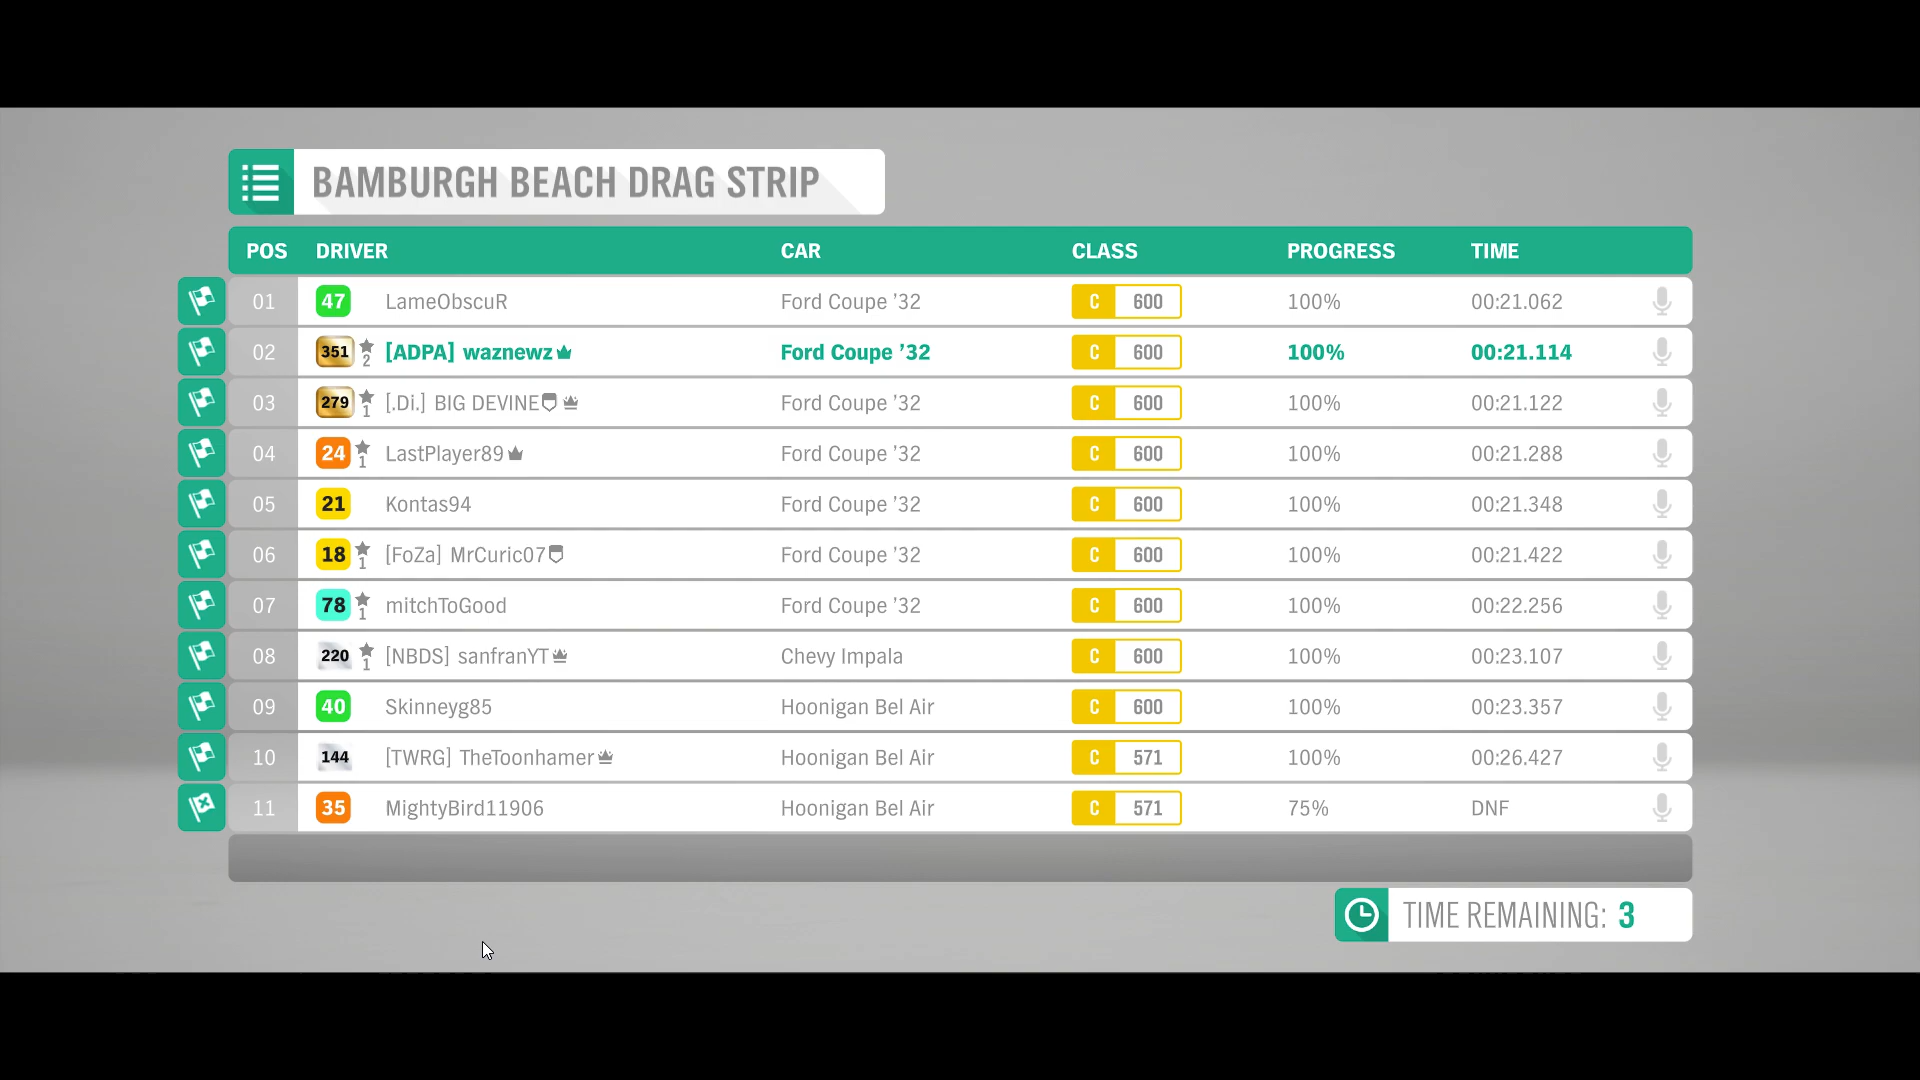 BAMBURGH BEACH DRAG STRIP
POS DRIVER CAR CLASS PROGRESS TIME
01 47 LameObscuR Ford Coupe ’32 C 600 100% 00:21.062
02 351 2 [ADPA] waznewz Ford Coupe ’32 C 600 100% 00:21.114
03 279 1 [.Di.] BIG DEVINE Ford Coupe ’32 C 600 100% 00:21.122
04 24 1 LastPlayer89 Ford Coupe ’32 C 600 100% 00:21.288
05 21 Kontas94 Ford Coupe ’32 C 600 100% 00:21.348
06 18 1 [FoZa] MrCuric07 Ford Coupe ’32 C 600 100% 00:21.422
07 78 1 mitchToGood Ford Coupe ’32 C 600 100% 00:22.256
08 220 1 [NBDS] sanfranYT Chevy Impala C 600 100% 00:23.107
09 40 Skinneyg85 Hoonigan Bel Air C 600 100% 00:23.357
10 144 [TWRG] TheToonhamer Hoonigan Bel Air C 571 100% 00:26.427
11 35 MightyBird11906 Hoonigan Bel Air C 571 75% DNF
TIME REMAINING: 3